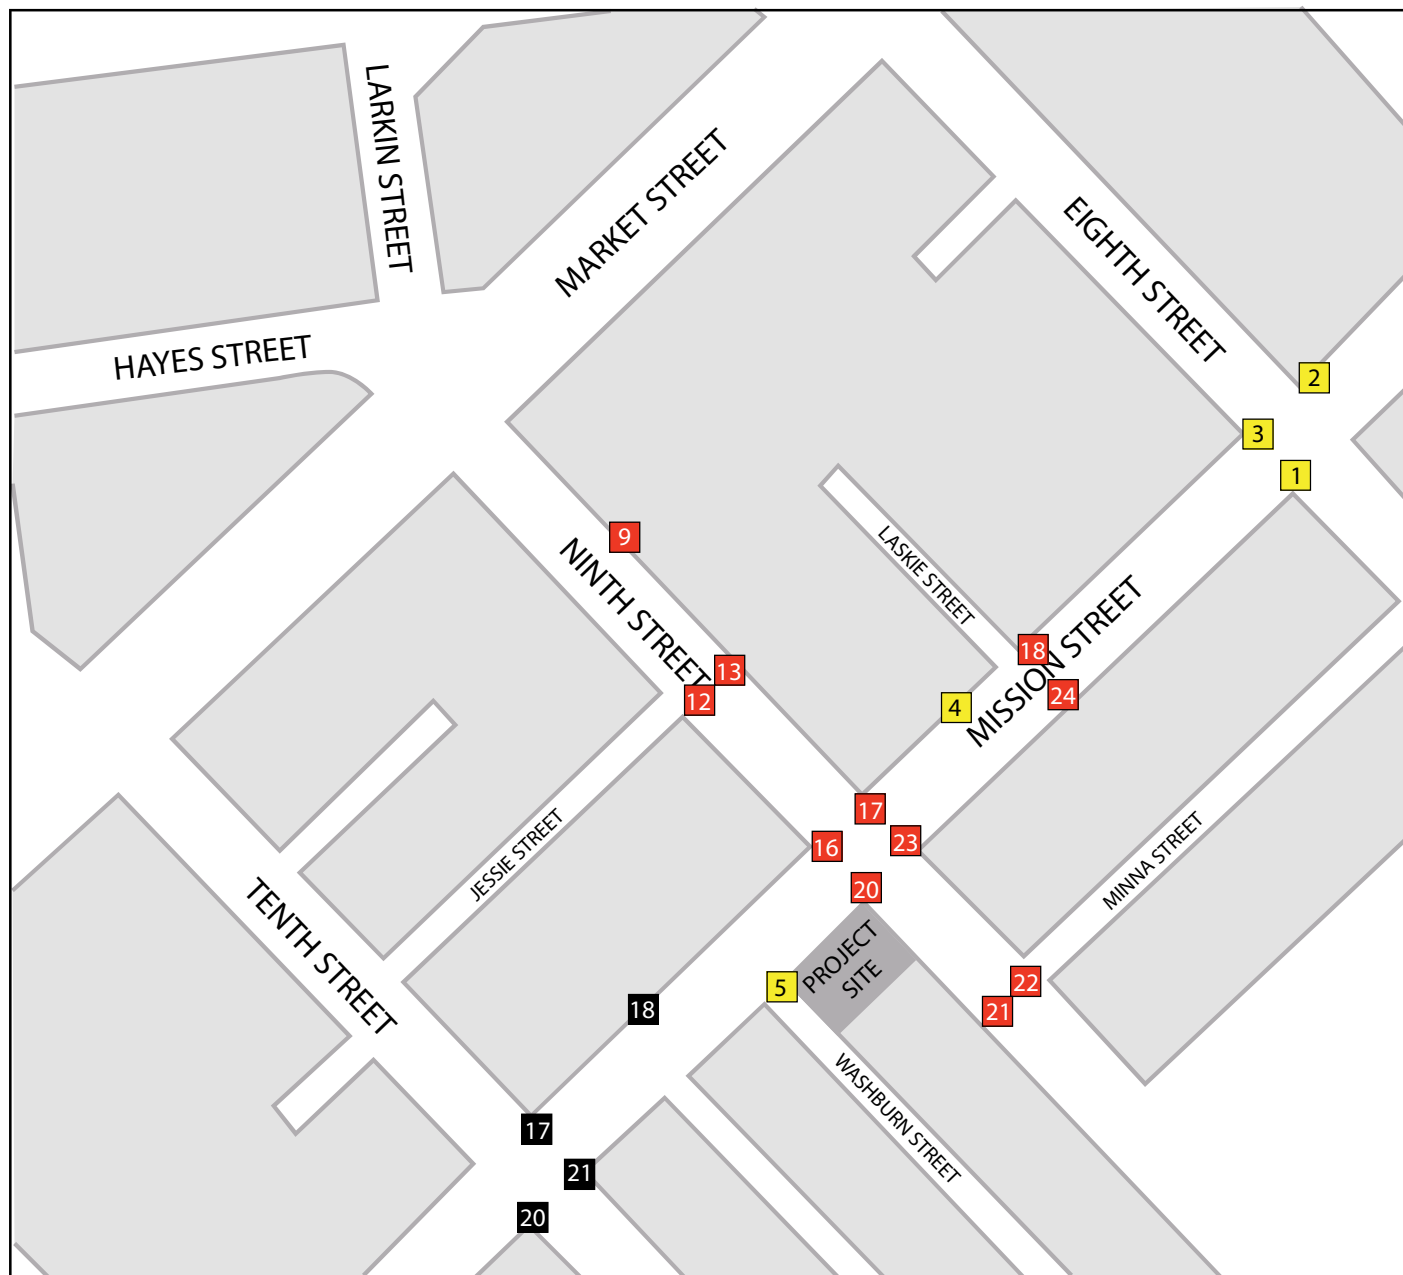 LARKIN STREET
MARKET STREET
EIGHTH STREET
HAYES STREET
2
3
1
9
NINTH STREET
LASKIE STREET
MISSION STREET
18
13
24
12
4
17
23
16
JESSIE STREET
MINNA STREET
20
TENTH STREET
PROJECT
SITE
5
22
21
18
WASHBURN STREET
17
21
20